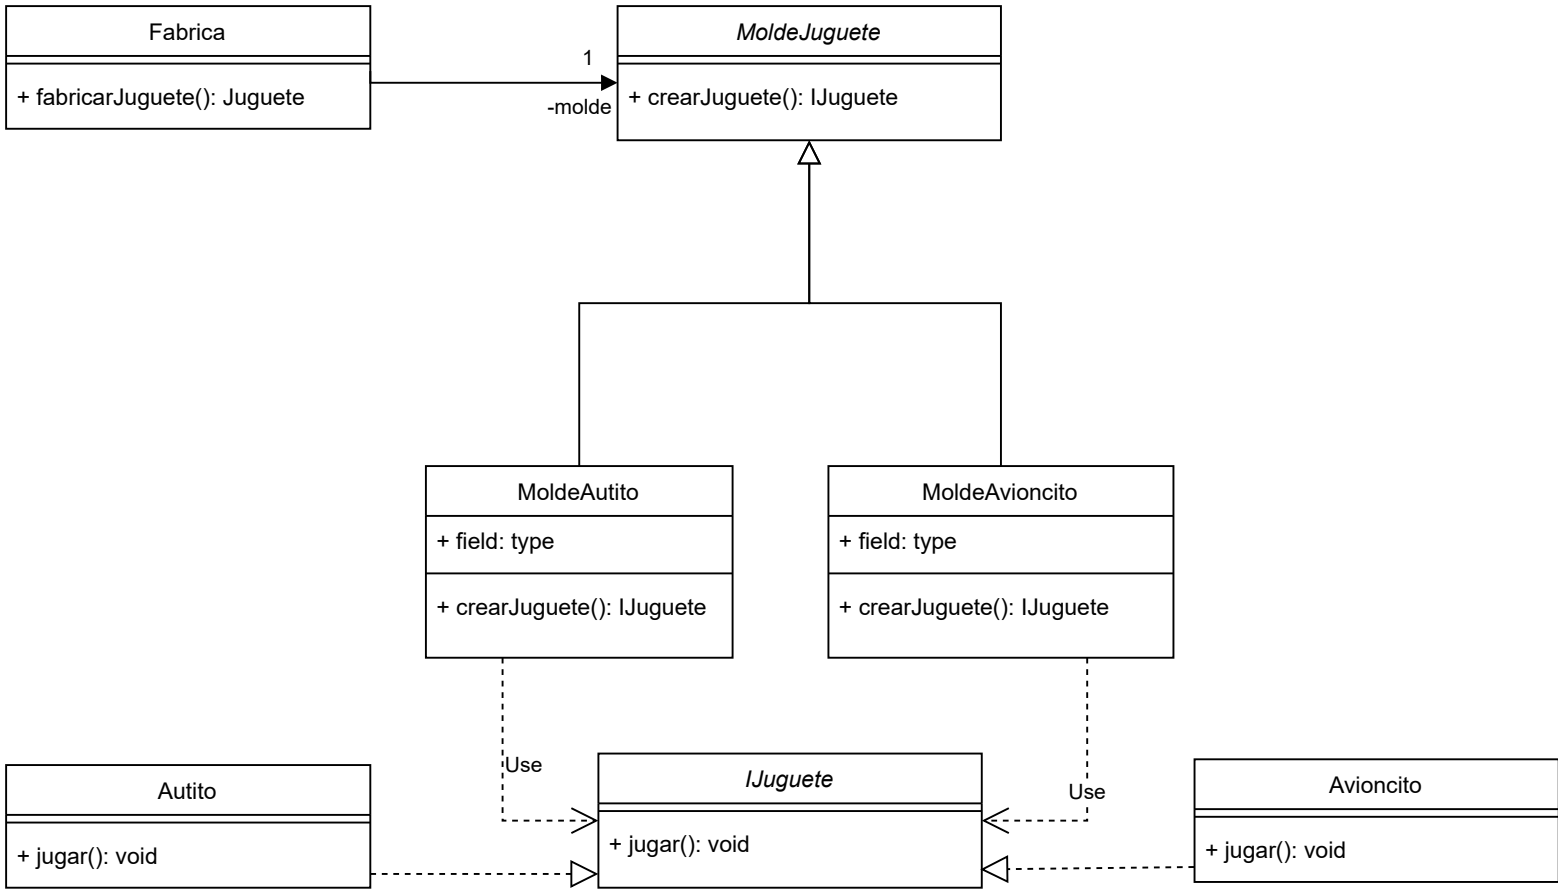 Fabrica
+ fabricarJuguete(): Juguete
1
-molde
MoldeJuguete
+ crearJuguete(): IJuguete
MoldeAutito
+ field: type
+ crearJuguete(): IJuguete
MoldeAvioncito
+ field: type
+ crearJuguete(): IJuguete
Use
Use
Autito
+ jugar(): void
IJuguete
+ jugar(): void
Avioncito
+ jugar(): void